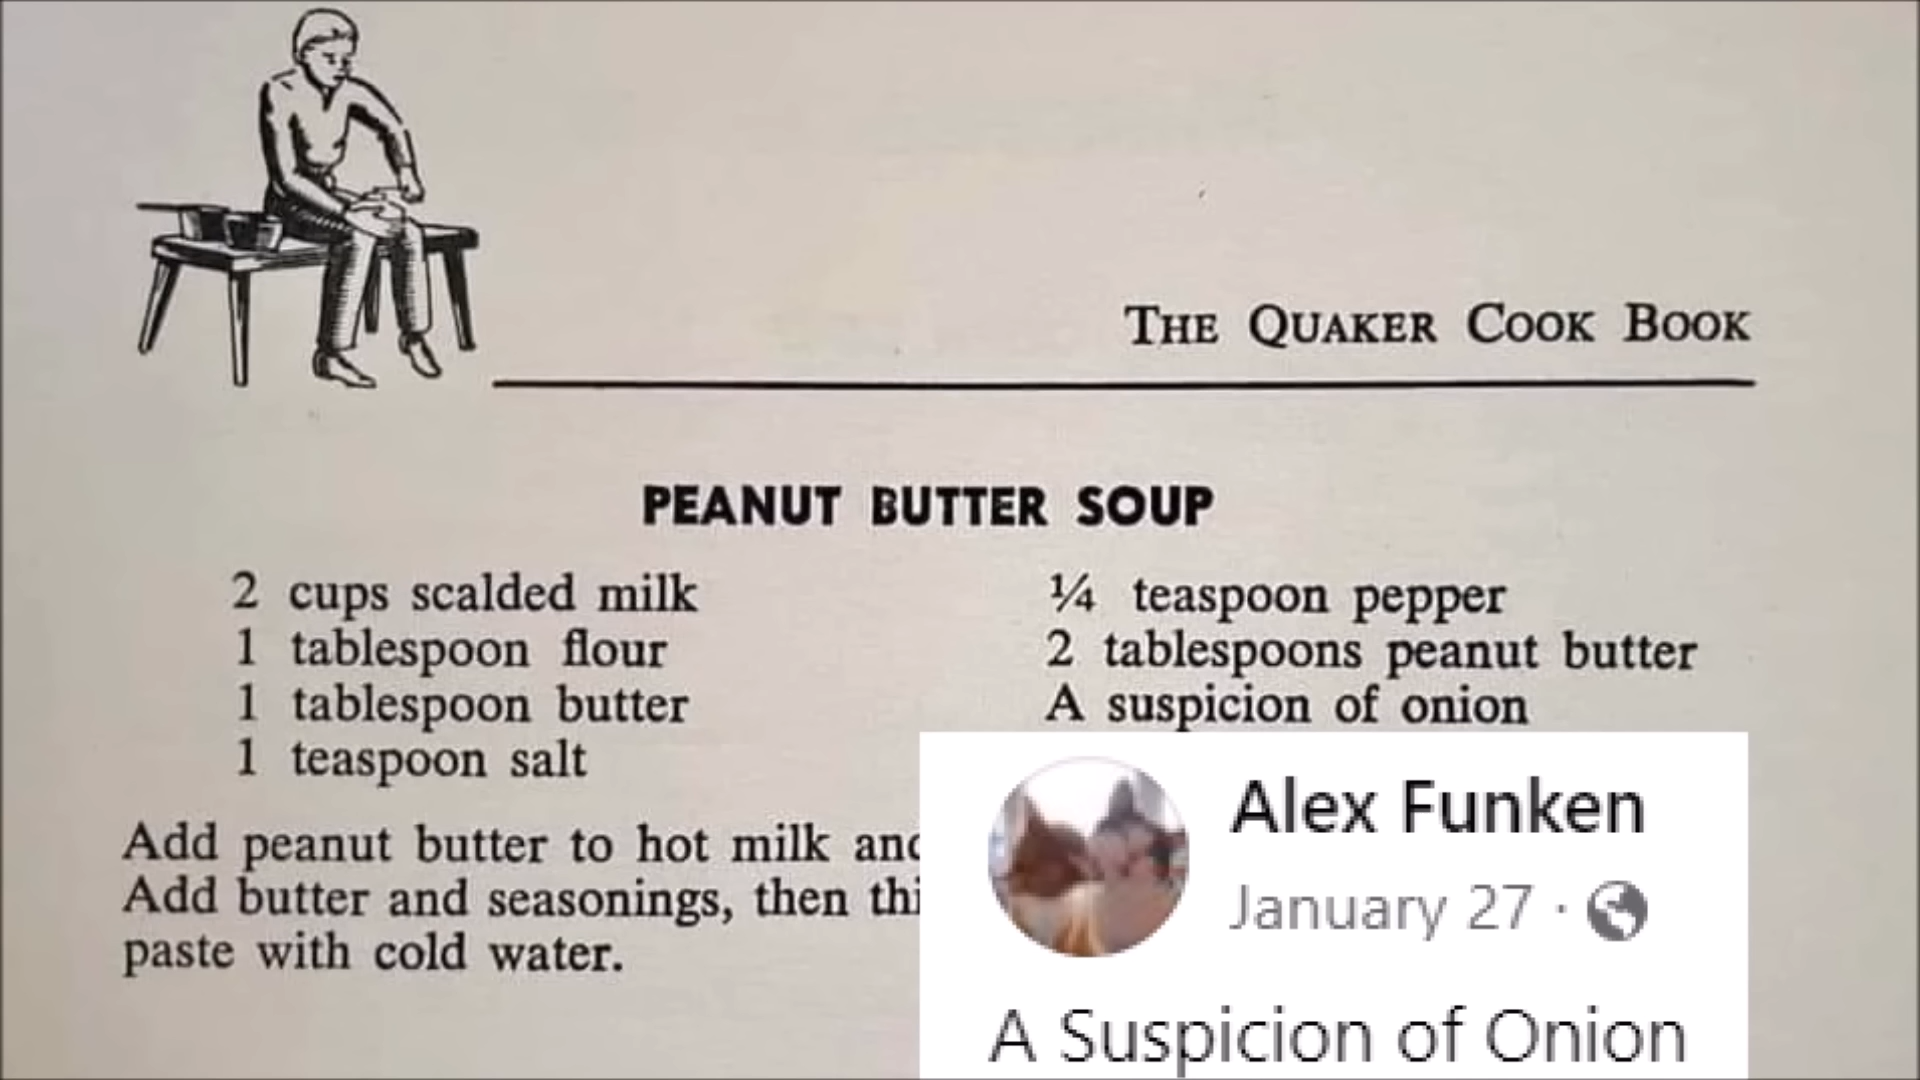 THE QUAKER COOK BOOK
PEANUT BUTTER SOUP
2 cups scalded milk
1 tablespoon flour
1 tablespoon butter
1 teaspoon salt
¼ teaspoon pepper
2 tablespoons peanut butter
A suspicion of onion
Add peanut butter to hot milk
Add butter and seasonings, then
paste with cold water.
Alex Funken
January 27 ·
A Suspicion of Onion